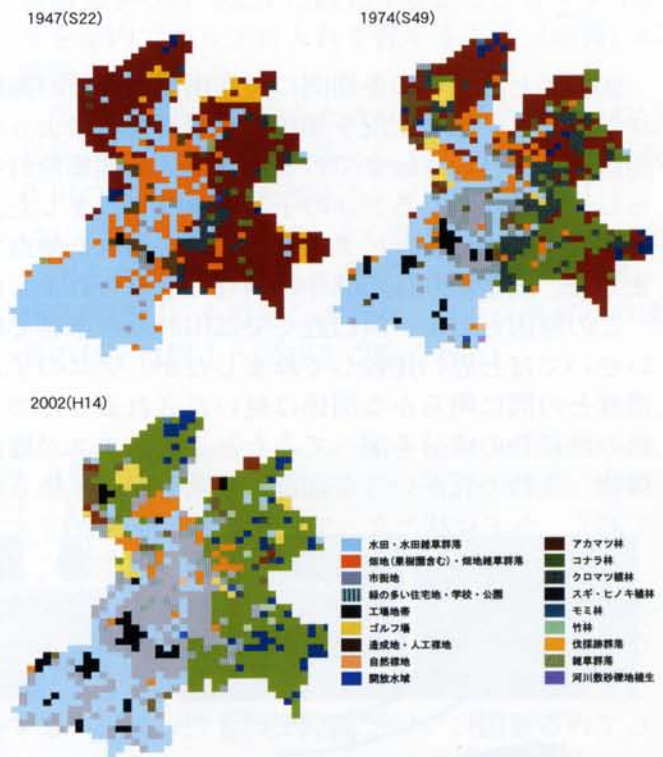 1947(S22)
1974(S49)
2002(H14)
水田・水田雑草群落
畑地(果樹園含む)・畑地雑草群落
市街地
緑の多い住宅地・学校・公園
工場地帯
ゴルフ場
造成地・人工裸地
自然裸地
開放水域
アカマツ林
コナラ林
クロマツ植林
スギ・ヒノキ植林
モミ林
竹林
伐採跡群落
雑草群落
河川敷砂礫地植生